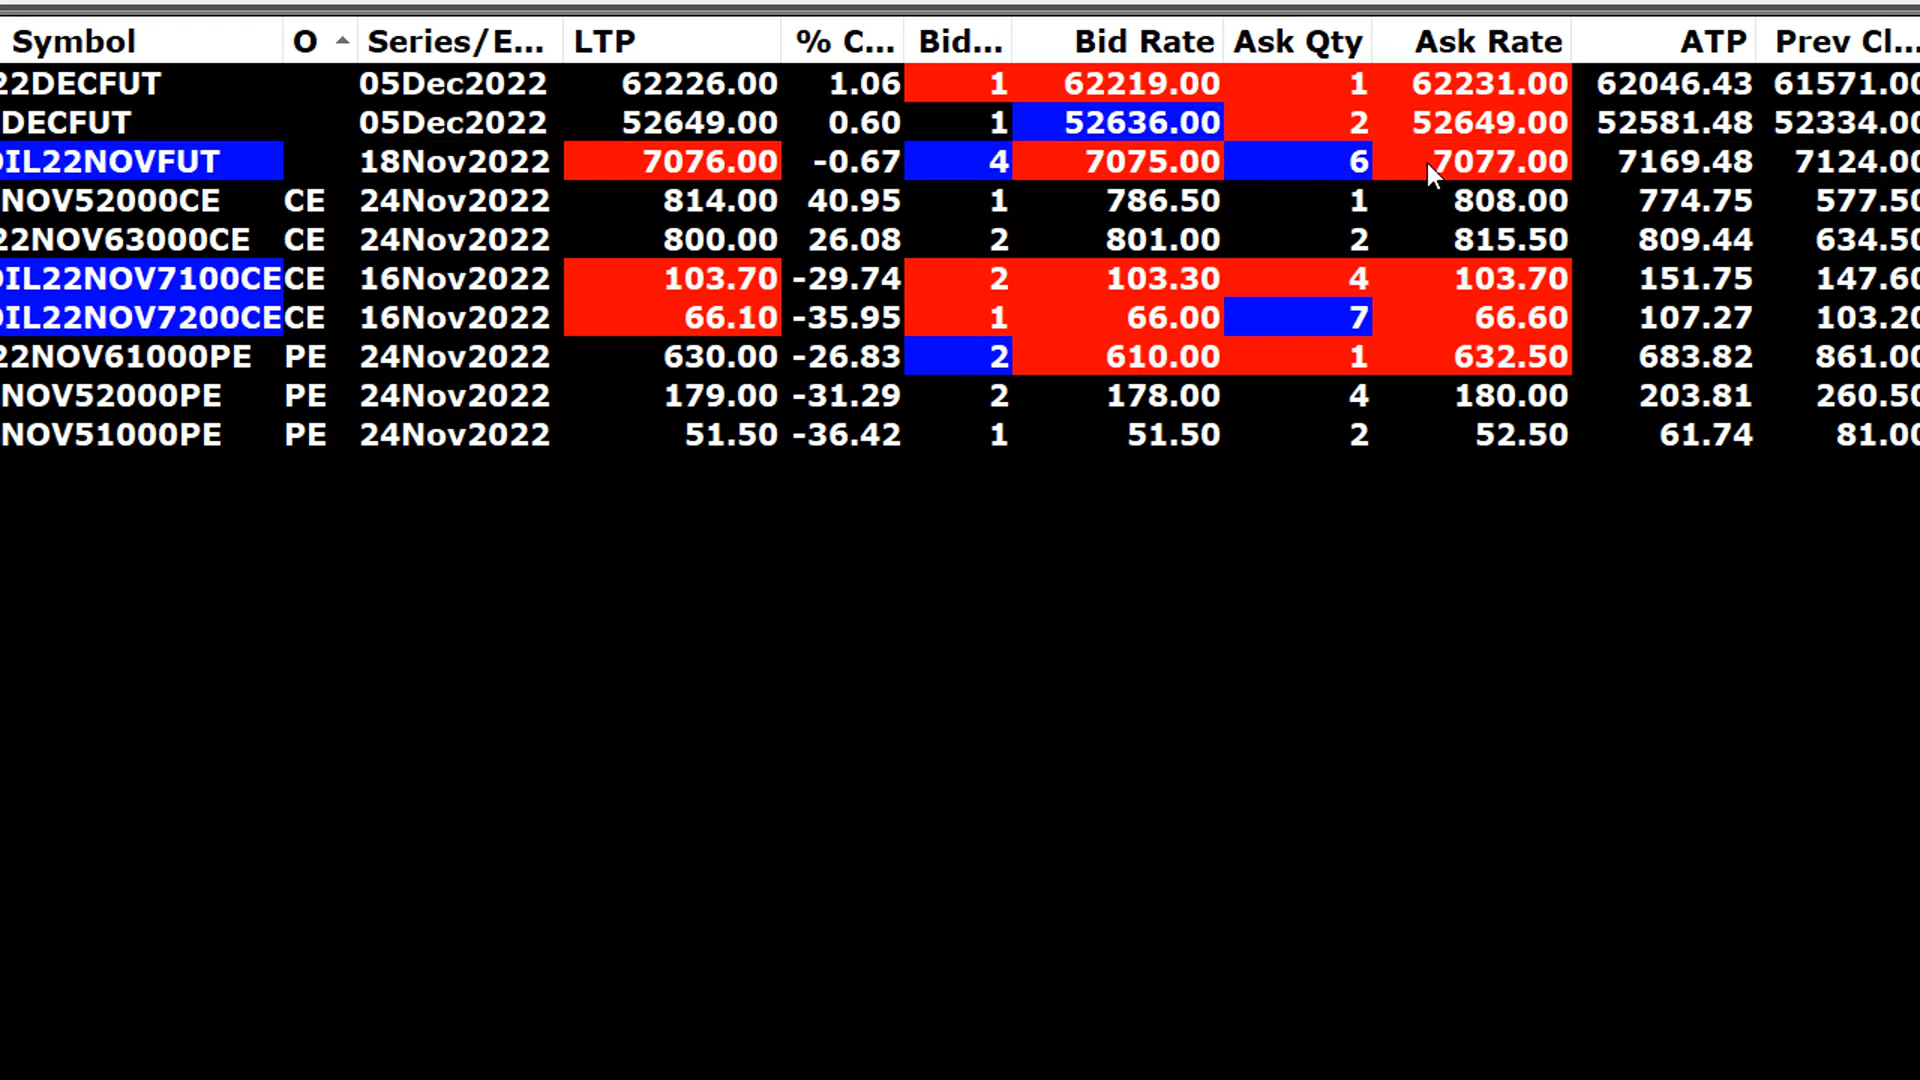 Symbol O Series/E... LTP % C... Bid... Bid Rate Ask Qty Ask Rate ATP Prev Cl...
22DECFUT 05Dec2022 62226.00 1.06 1 62219.00 1 62231.00 62046.43 61571.00
DECFUT 05Dec2022 52649.00 0.60 1 52636.00 2 52649.00 52581.48 52334.00
OIL22NOVFUT 18Nov2022 7076.00 -0.67 4 7075.00 6 7077.00 7169.48 7124.00
NOV52000CE CE 24Nov2022 814.00 40.95 1 786.50 1 808.00 774.75 577.50
22NOV63000CE CE 24Nov2022 800.00 26.08 2 801.00 2 815.50 809.44 634.50
OIL22NOV7100CE CE 16Nov2022 103.70 -29.74 2 103.30 4 103.70 151.75 147.60
OIL22NOV7200CE CE 16Nov2022 66.10 -35.95 1 66.00 7 66.60 107.27 103.20
22NOV61000PE PE 24Nov2022 630.00 -26.83 2 610.00 1 632.50 683.82 861.00
NOV52000PE PE 24Nov2022 179.00 -31.29 2 178.00 4 180.00 203.81 260.50
NOV51000PE PE 24Nov2022 51.50 -36.42 1 51.50 2 52.50 61.74 81.00